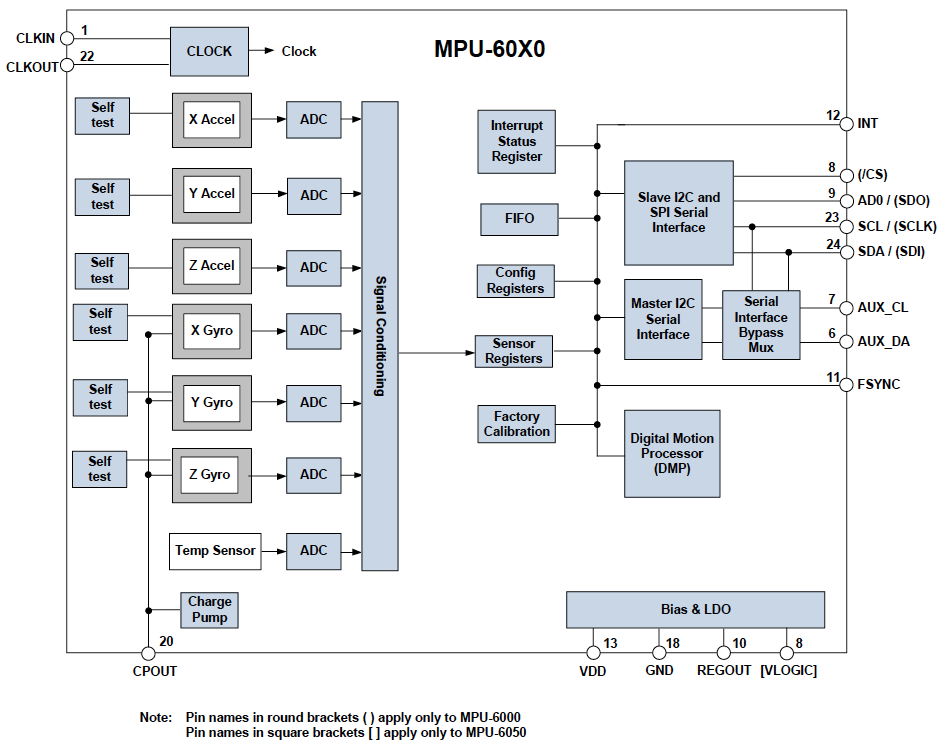 MPU-60X0
CLKIN
1
CLKOUT
22
CLOCK
Clock
Self
test
X Accel
ADC
Self
test
Y Accel
ADC
Self
test
Z Accel
ADC
Self
test
X Gyro
ADC
Self
test
Y Gyro
ADC
Self
test
Z Gyro
ADC
Temp Sensor
ADC
Charge
Pump
20
CPOUT
Signal Conditioning
Interrupt
Status
Register
FIFO
Config
Registers
Sensor
Registers
Factory
Calibration
Slave I2C and
SPI Serial
Interface
Master I2C
Serial
Interface
Serial
Interface
Bypass
Mux
Digital Motion
Processor
(DMP)
12
INT
8
(/CS)
9
AD0 / (SDO)
23
SCL / (SCLK)
24
SDA / (SDI)
7
AUX_CL
6
AUX_DA
11
FSYNC
Bias & LDO
13
VDD
18
GND
10
REGOUT
8
[VLOGIC]
Note: Pin names in round brackets ( ) apply only to MPU-6000
Pin names in square brackets [ ] apply only to MPU-6050